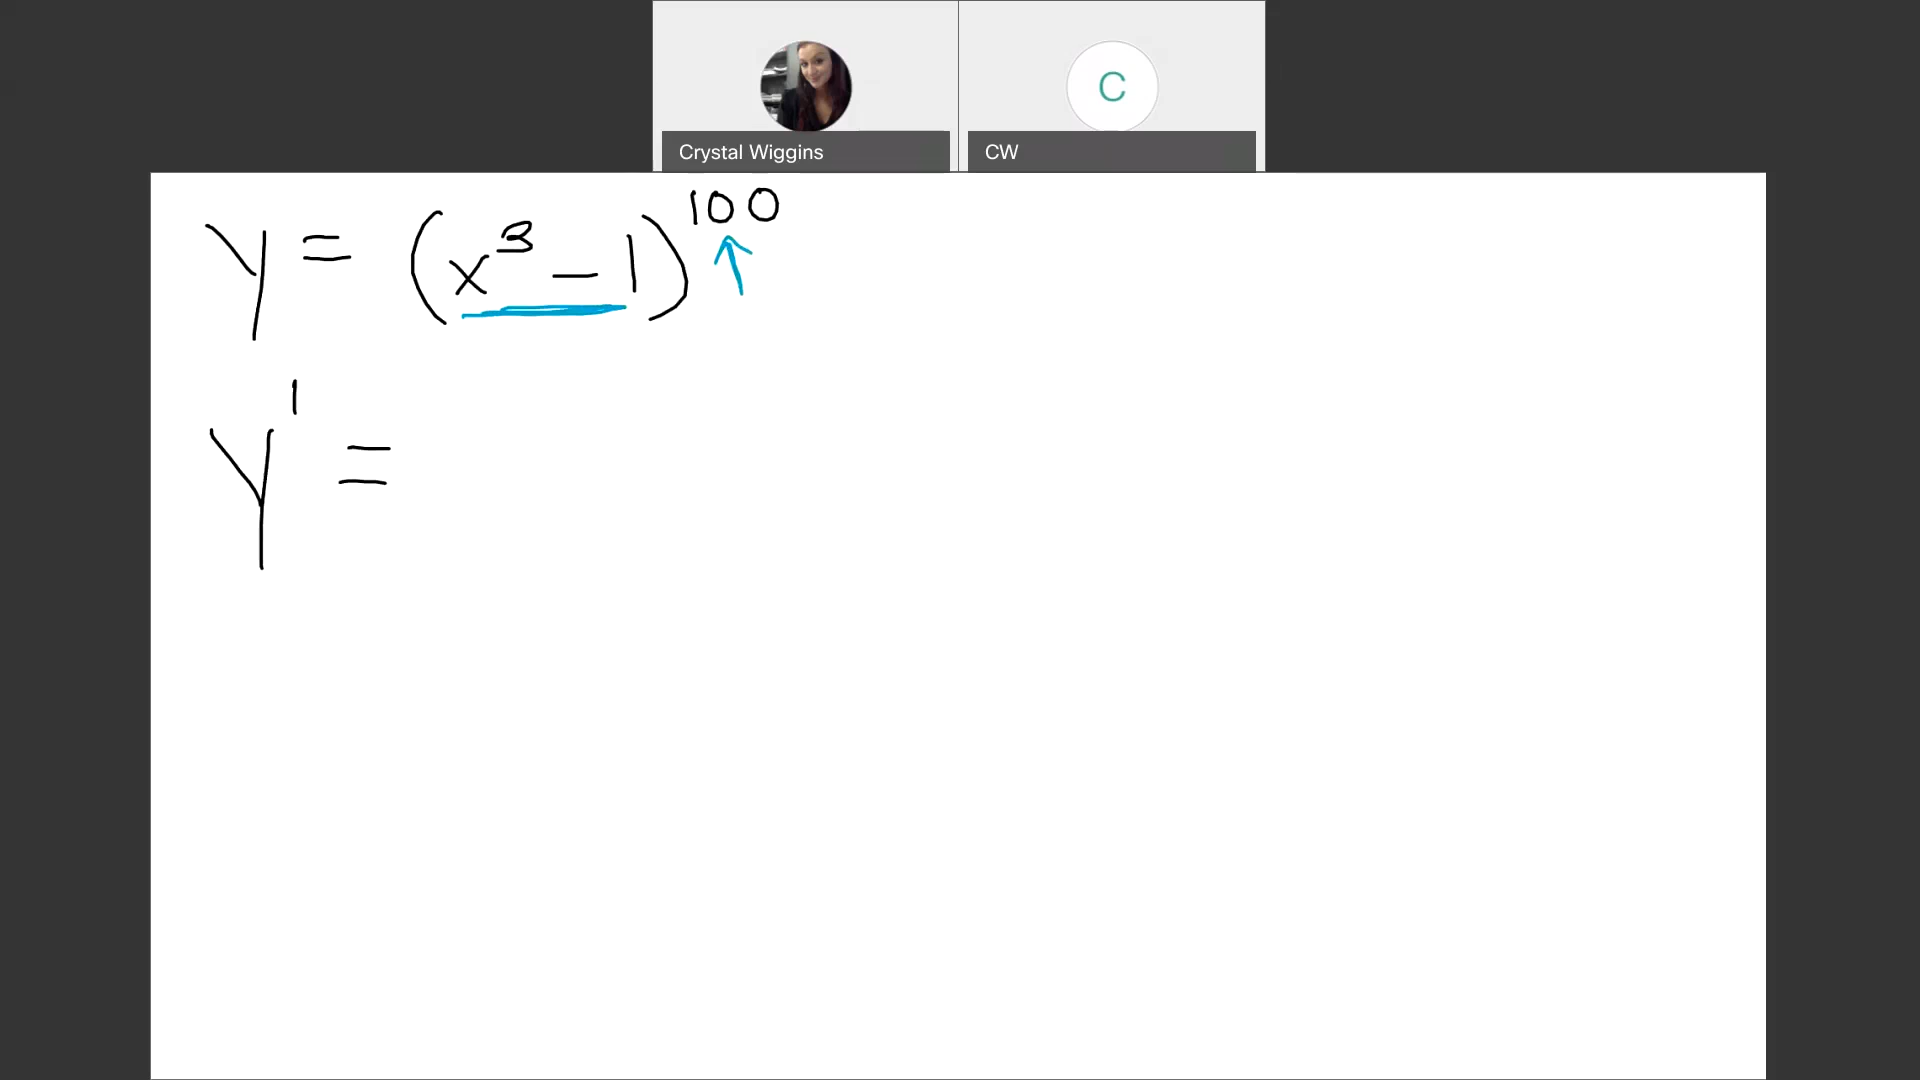 C
Crystal Wiggins
CW
y = (x³ – 1)¹⁰⁰
y' =